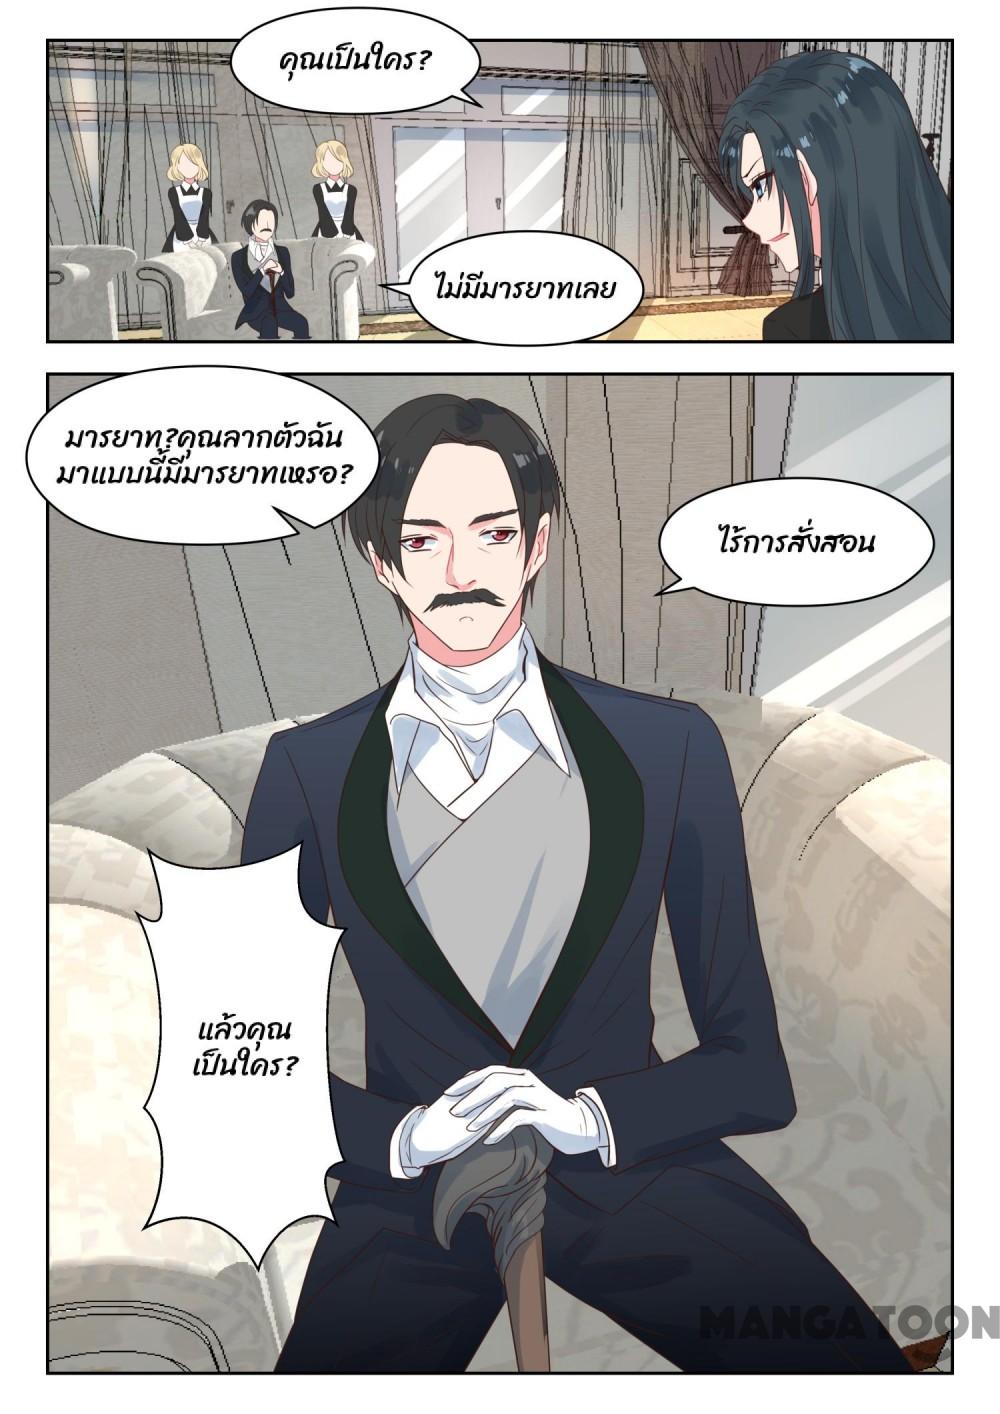 คุณเป็นใคร?
ไม่มีมารยาทเลย
มารยาท?คุณลากตัวฉัน
มาแบบนี้มีมารยาทเหรอ?
ไร้การสั่งสอน
แล้วคุณ
เป็นใคร?
MANGATOON